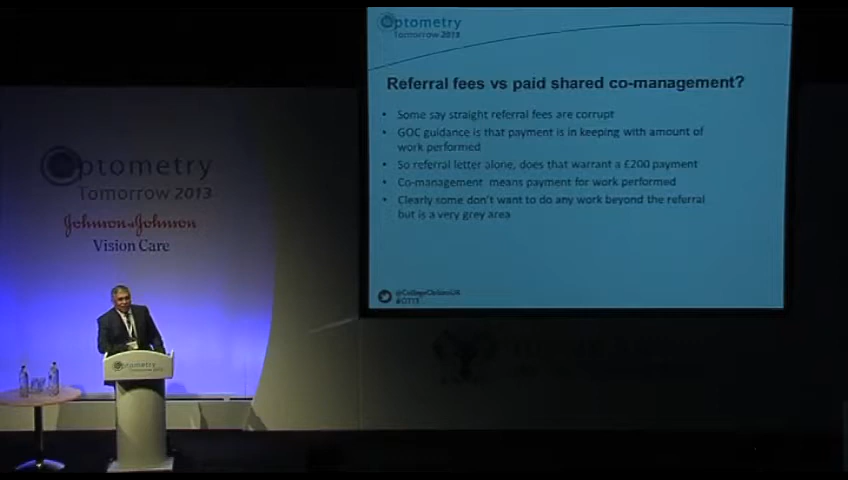 Optometry
Tomorrow 2013
Referral fees vs paid shared co-management?
• Some say straight referral fees are corrupt
• GOC guidance is that payment is in keeping with amount of
work performed
• So referral letter alone, does that warrant a £200 payment
• Co-management means payment for work performed
• Clearly some don't want to do any work beyond the referral
but is a very grey area
@CollegeOptomUK
Optometry
Tomorrow 2013
Johnson & Johnson
Vision Care
Optometry
Tomorrow 2013